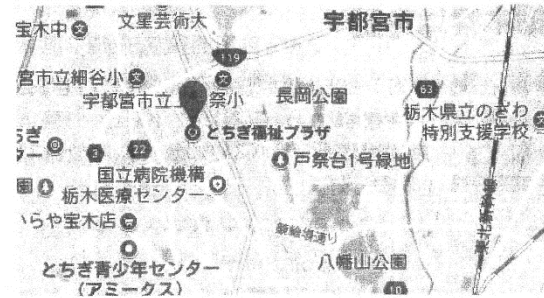 宝木中
文星芸術大
宇都宮市
119
宮市立細谷小
宇都宮市立
祭小
長岡公園
63
栃木県立のざわ
特別支援学校
とちぎ福祉プラザ
3
22
戸祭台1号緑地
国立病院機構
栃木医療センター
いらや宝木店
とちぎ青少年センター
(アミークス)
八幡山公園
10